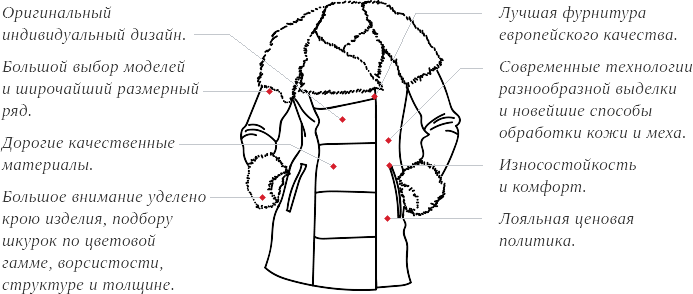 Оригинальный
индивидуальный дизайн.
Большой выбор моделей
и широчайший размерный
ряд.
Дорогие качественные
материалы.
Большое внимание уделено
крою изделия, подбору
шкурок по цветовой
гамме, ворсистости,
структуре и толщине.
Лучшая фурнитура
европейского качества.
Современные технологии
разнообразной выделки
и новейшие способы
обработки кожи и меха.
Износостойкость
и комфорт.
Лояльная ценовая
политика.